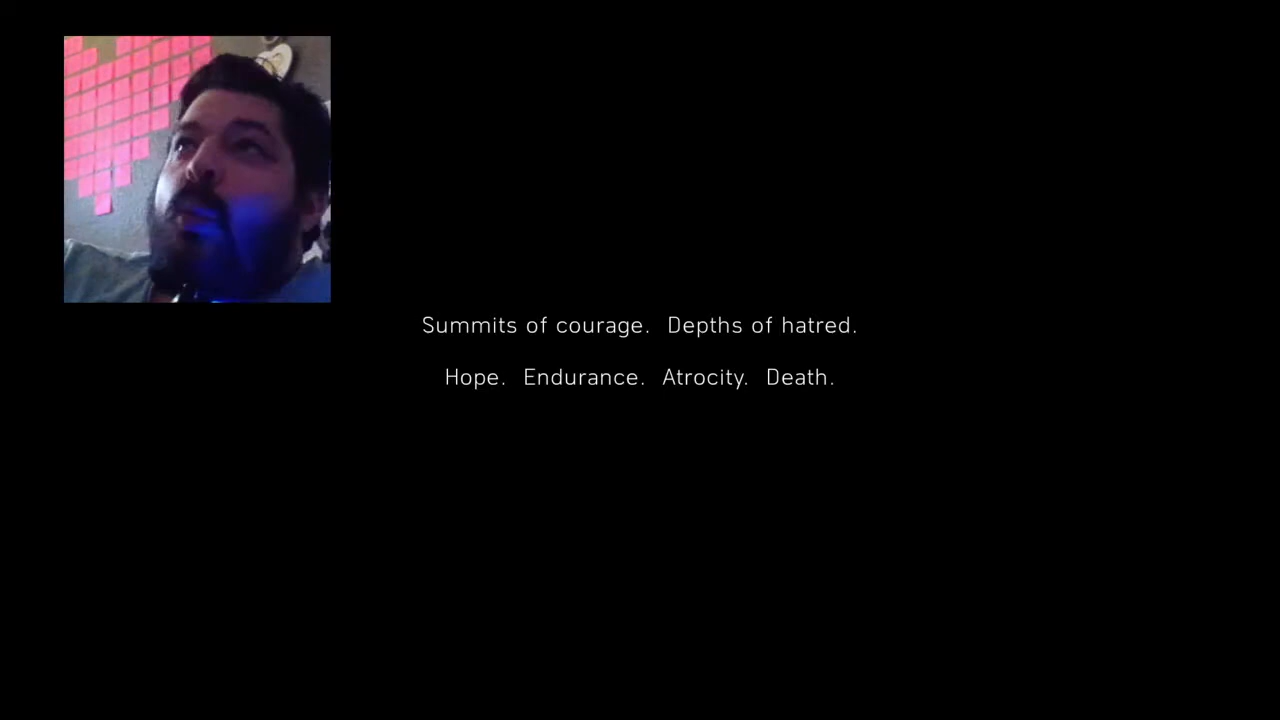 Summits of courage. Depths of hatred.
Hope. Endurance. Atrocity. Death.